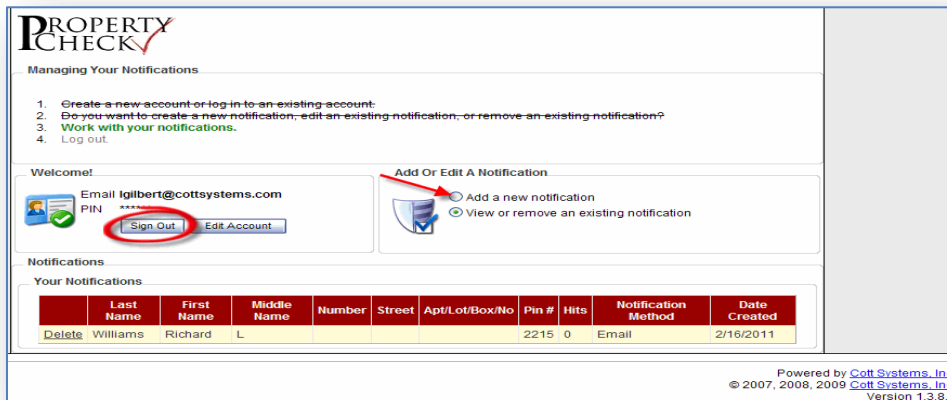 PROPERTY
CHECK
Managing Your Notifications
1. Create a new account or log in to an existing account.
2. Do you want to create a new notification, edit an existing notification, or remove an existing notification?
3. Work with your notifications.
4. Log out.
Welcome!
Email lgilbert@cottsystems.com
PIN ******
Sign Out Edit Account
Add Or Edit A Notification
Add a new notification
View or remove an existing notification
Notifications
Your Notifications
Last Name First Name Middle Name Number Street Apt/Lot/Box/No Pin # Hits Notification Method Date Created
Delete Williams Richard L 2215 0 Email 2/16/2011
Powered by Cott Systems, In
© 2007, 2008, 2009 Cott Systems, In
Version 1.3.8.